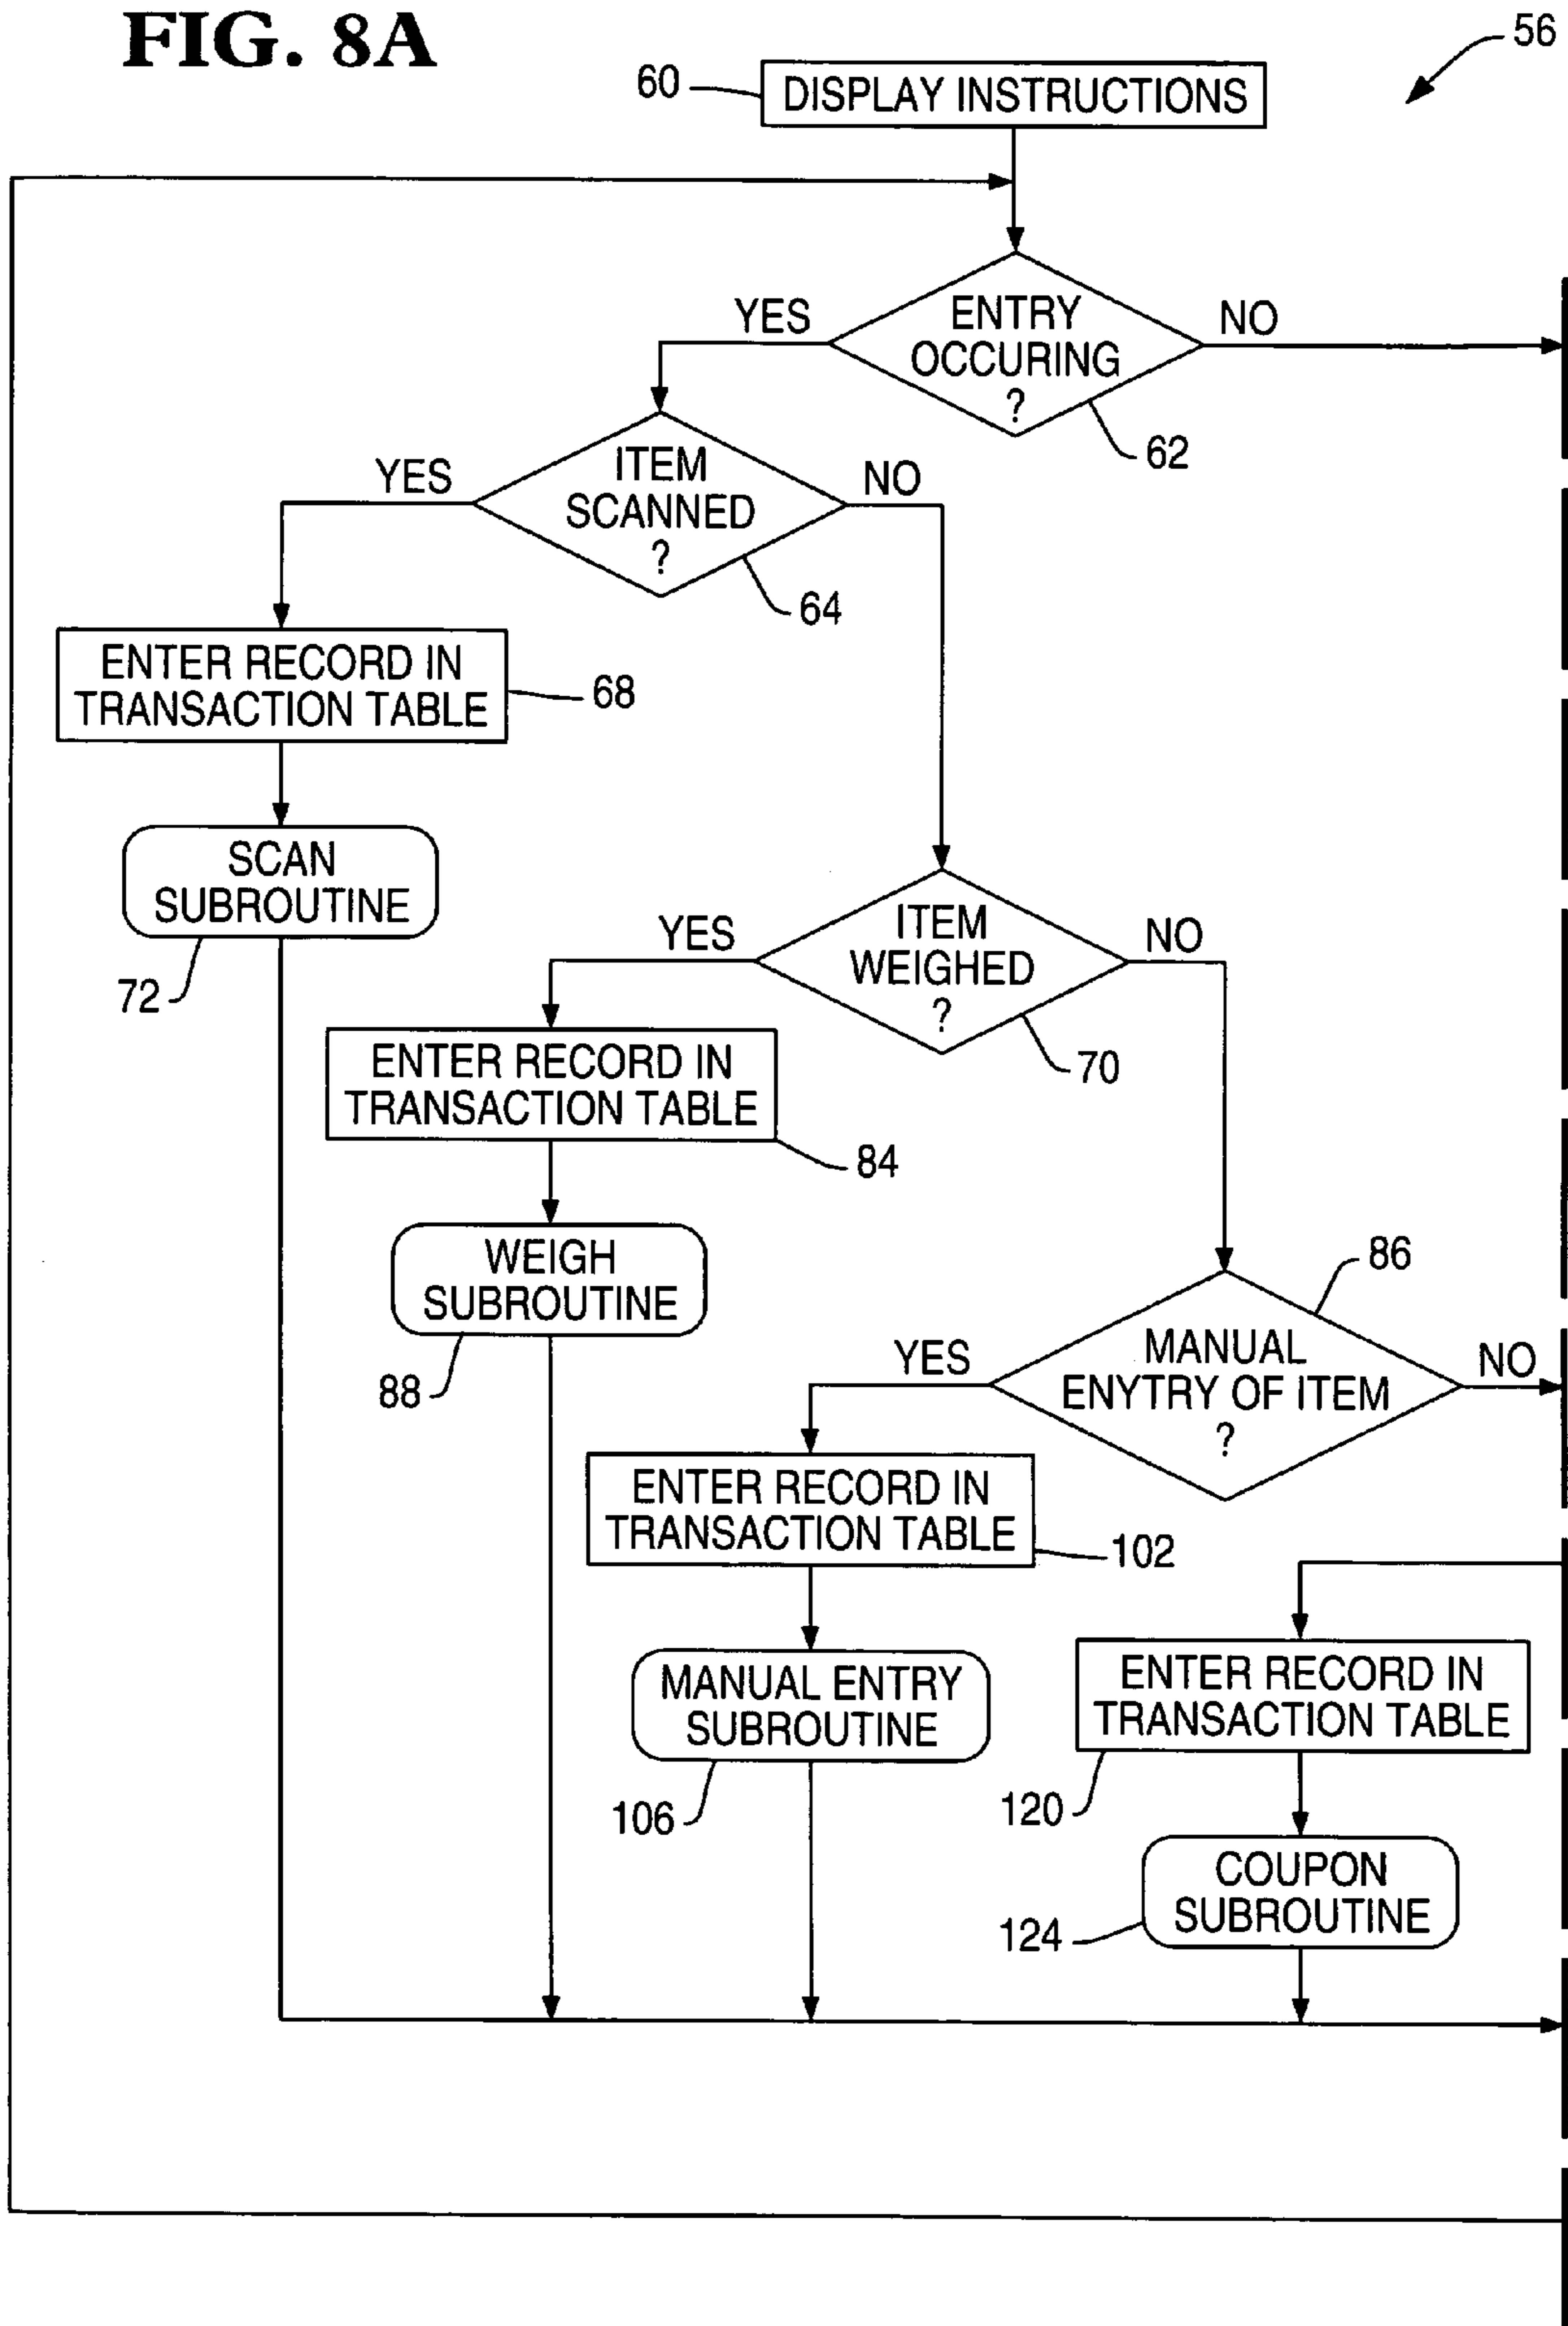 FIG. 8A
56
60
DISPLAY INSTRUCTIONS
YES
ENTRY
OCCURING
?
NO
62
YES
ITEM
SCANNED
?
NO
64
ENTER RECORD IN
TRANSACTION TABLE
68
SCAN
SUBROUTINE
72
YES
ITEM
WEIGHED
?
NO
70
ENTER RECORD IN
TRANSACTION TABLE
84
WEIGH
SUBROUTINE
88
86
YES
MANUAL
ENYTRY OF ITEM
?
NO
ENTER RECORD IN
TRANSACTION TABLE
102
MANUAL ENTRY
SUBROUTINE
106
ENTER RECORD IN
TRANSACTION TABLE
120
COUPON
SUBROUTINE
124